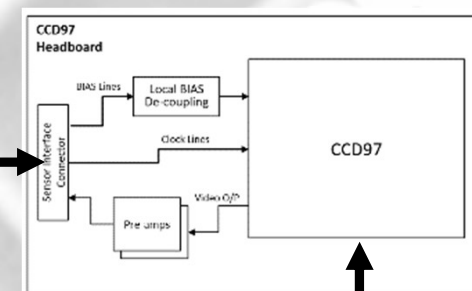 CCD97
Headboard
BIAS Lines
Local BIAS
De-coupling
Sensor Interface
Connector
Clock Lines
CCD97
Video O/P
Pre amps